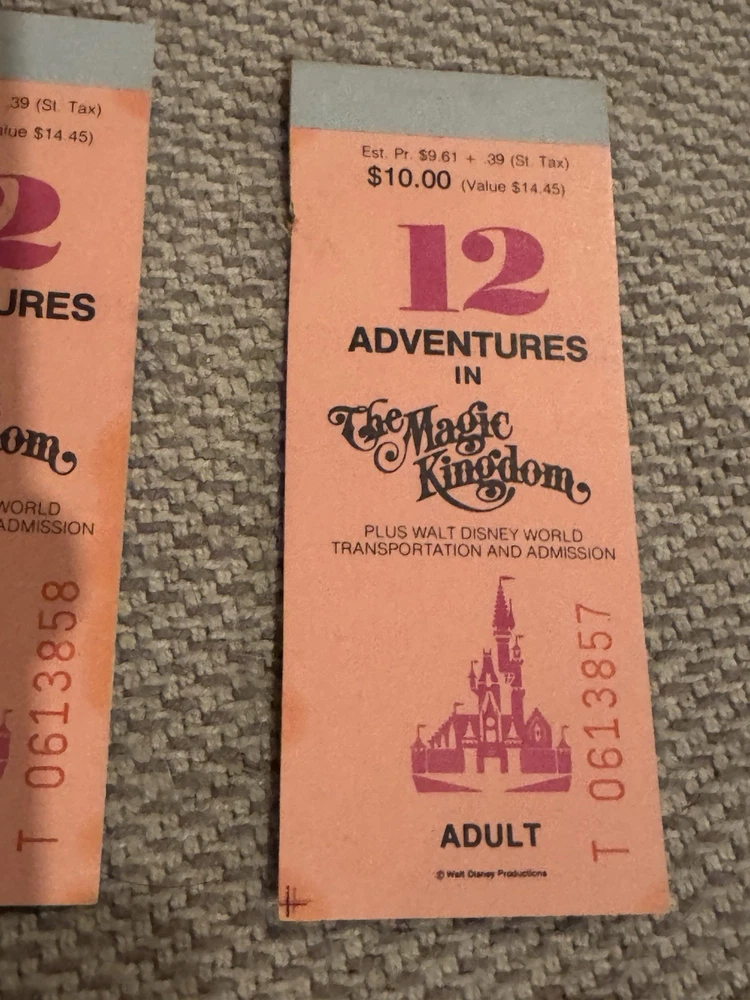 .39 (St. Tax)
lue $14.45)
2
URES
om
WORLD
ADMISSION
T 0613858
Est. Pr. $9.61 + .39 (St. Tax)
$10.00 (Value $14.45)
12
ADVENTURES
IN
The Magic
Kingdom
PLUS WALT DISNEY WORLD
TRANSPORTATION AND ADMISSION
12
T 0613857
ADULT
© Walt Disney Productions